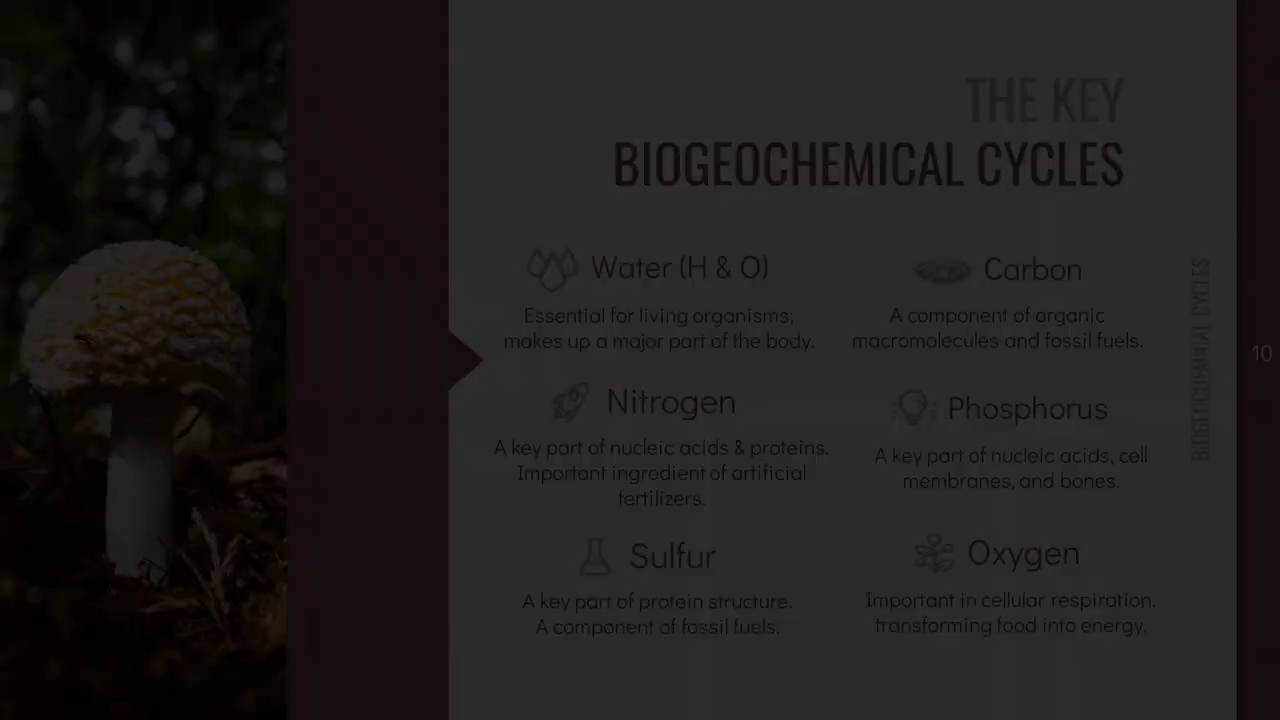 THE KEY
BIOGEOCHEMICAL CYCLES
Water (H & O)
Essential for living organisms;
makes up a major part of the body.
Carbon
A component of organic
macromolecules and fossil fuels.
Nitrogen
A key part of nucleic acids & proteins.
Important ingredient of artificial
fertilizers.
Phosphorus
A key part of nucleic acids, cell
membranes, and bones.
Sulfur
A key part of protein structure.
A component of fossil fuels.
Oxygen
Important in cellular respiration,
transforming food into energy.
BIOGEOCHEMICAL CYCLES
10